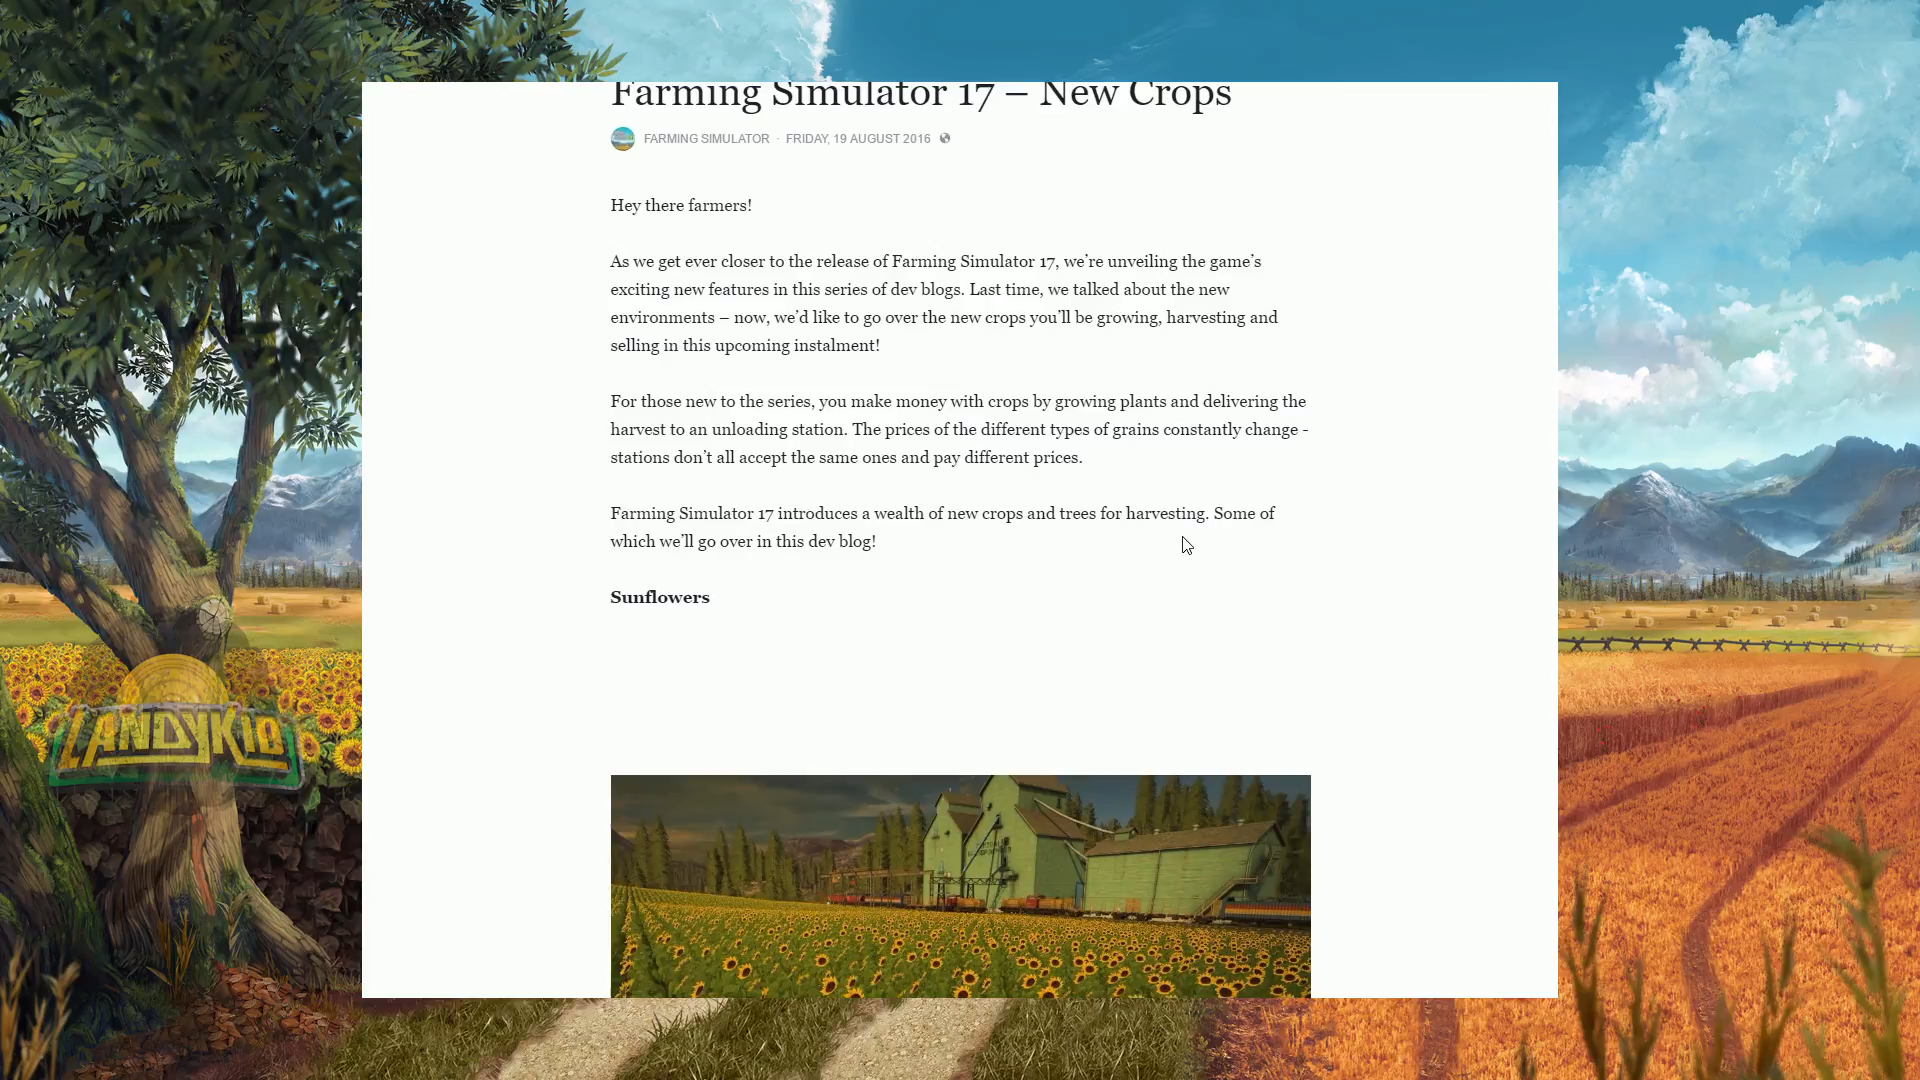 Farming Simulator 17 – New Crops
FARMING SIMULATOR · FRIDAY, 19 AUGUST 2016
Hey there farmers!
As we get ever closer to the release of Farming Simulator 17, we’re unveiling the game’s
exciting new features in this series of dev blogs. Last time, we talked about the new
environments – now, we’d like to go over the new crops you’ll be growing, harvesting and
selling in this upcoming instalment!
For those new to the series, you make money with crops by growing plants and delivering the
harvest to an unloading station. The prices of the different types of grains constantly change -
stations don’t all accept the same ones and pay different prices.
Farming Simulator 17 introduces a wealth of new crops and trees for harvesting. Some of
which we’ll go over in this dev blog!
Sunflowers
LANDYKID